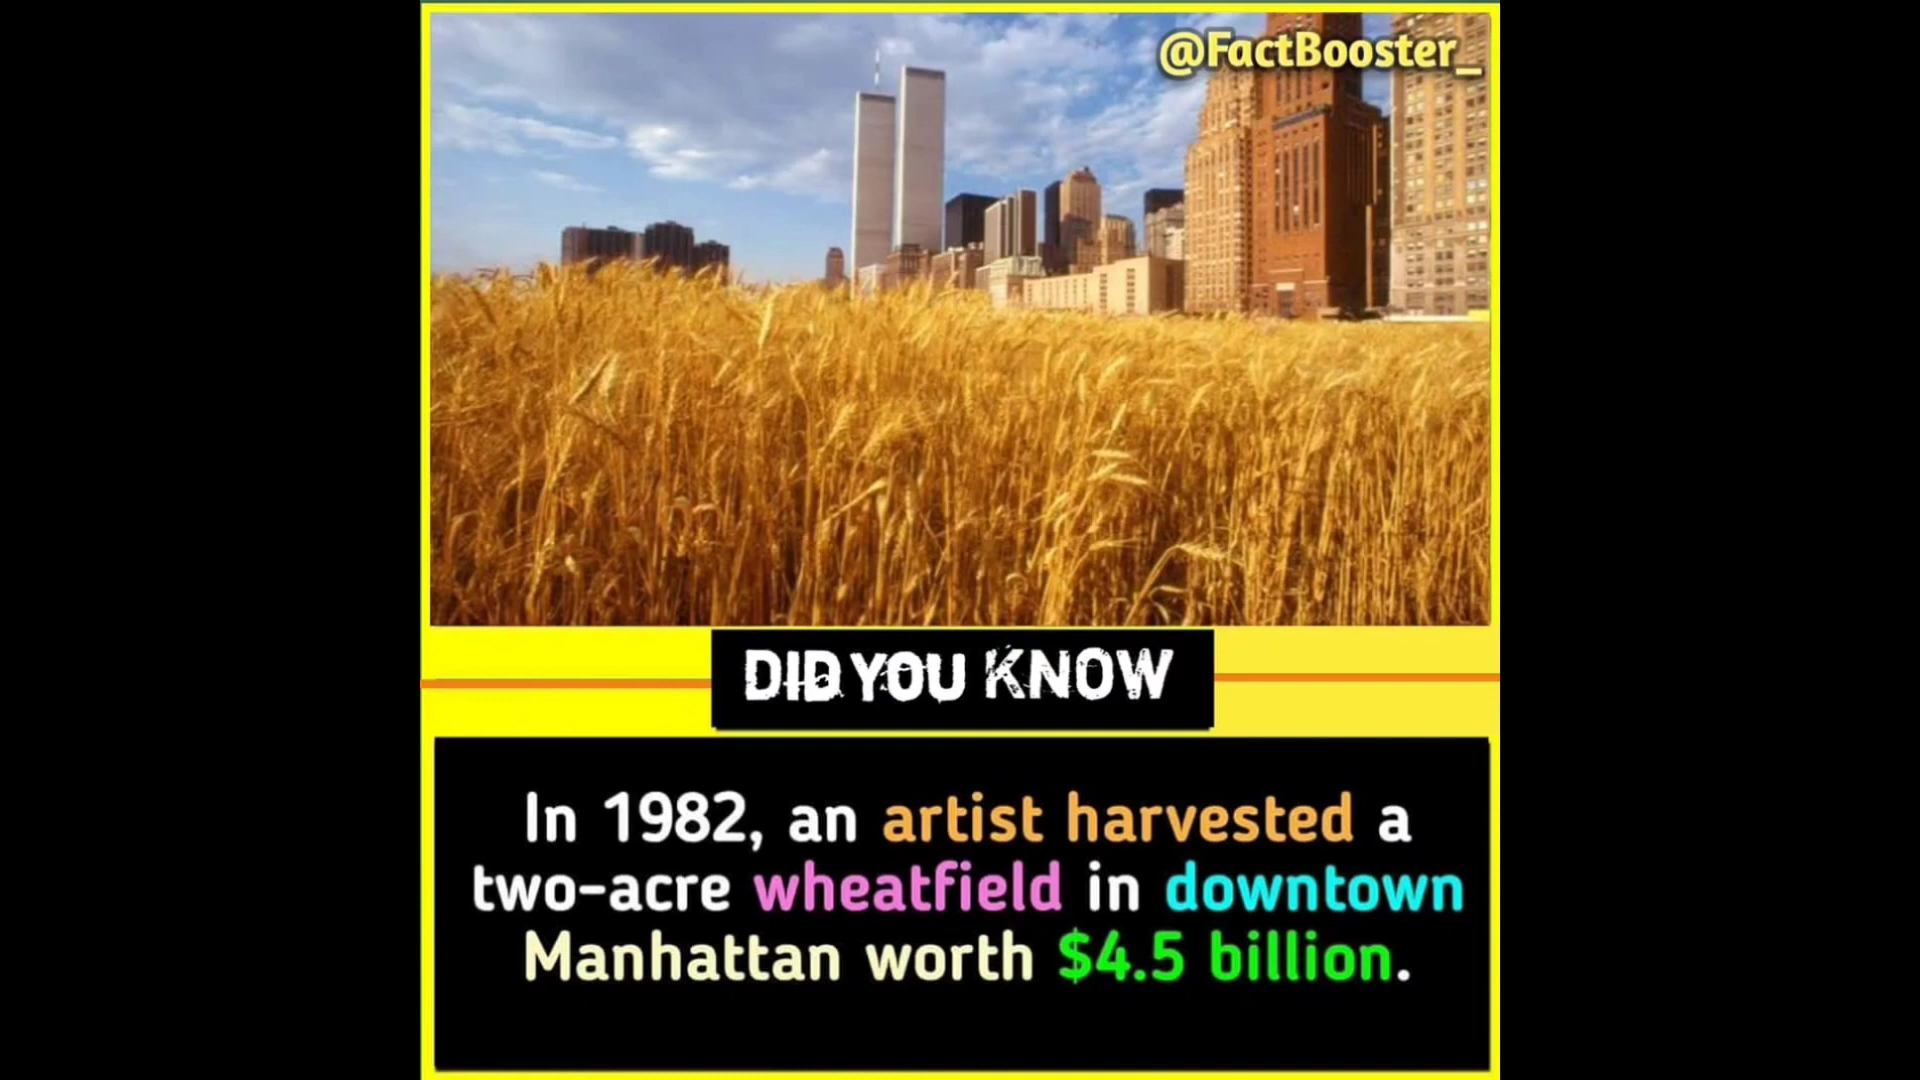 @FactBooster_
DID YOU KNOW
In 1982, an artist harvested a
two-acre wheatfield in downtown
Manhattan worth $4.5 billion.